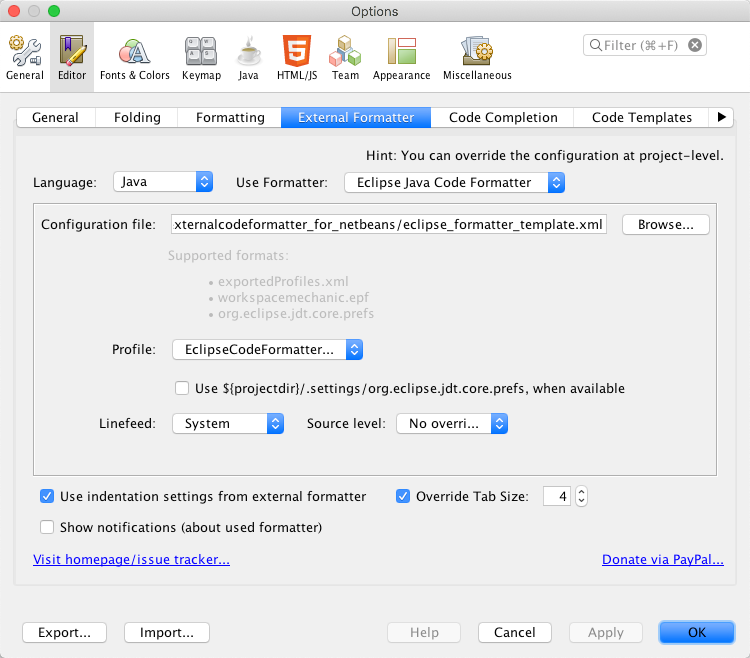 Options
General Editor Fonts & Colors Keymap Java HTML/JS Team Appearance Miscellaneous Filter (⌘+F)
General Folding Formatting External Formatter Code Completion Code Templates
Hint: You can override the configuration at project-level.
Language: Java Use Formatter: Eclipse Java Code Formatter
Configuration file: xternalcodeformatter_for_netbeans/eclipse_formatter_template.xml Browse...
Supported formats:
• exportedProfiles.xml
• workspacemechanic.epf
• org.eclipse.jdt.core.prefs
Profile: EclipseCodeFormatter...
Use ${projectdir}/.settings/org.eclipse.jdt.core.prefs, when available
Linefeed: System Source level: No overri...
Use indentation settings from external formatter Override Tab Size: 4
Show notifications (about used formatter)
Visit homepage/issue tracker... Donate via PayPal...
Export... Import... Help Cancel Apply OK